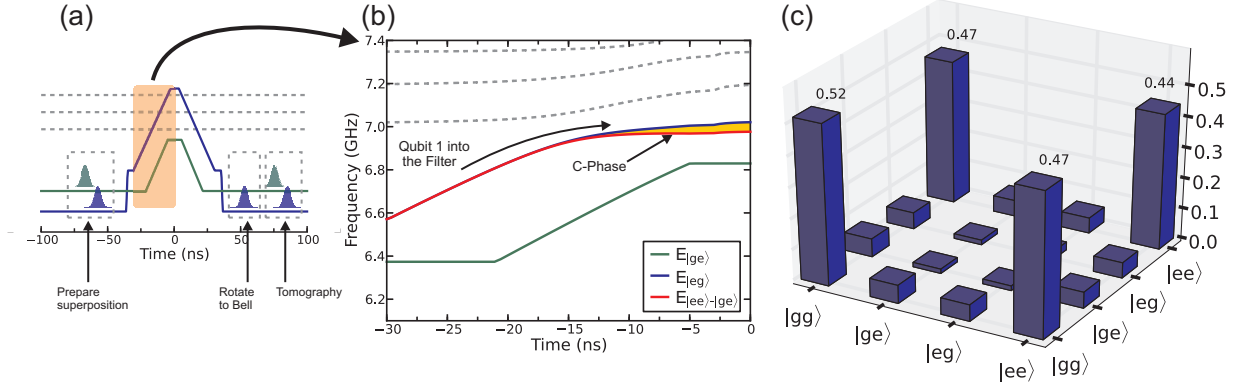 (a)
−100
−50
0
50
100
Time (ns)
Prepare
superposition
Rotate
to Bell
Tomography
(b)
7.4
7.2
7.0
6.8
6.6
6.4
6.2
Frequency (GHz)
Qubit 1 into
the Filter
C-Phase
E|ge⟩
E|eg⟩
E|ee⟩-|ge⟩
−30
−25
−20
−15
−10
−5
0
Time (ns)
(c)
0.52
0.47
0.47
0.44
0.5
0.4
0.3
0.2
0.1
0.0
|gg⟩
|ge⟩
|eg⟩
|ee⟩
|gg⟩
|ge⟩
|eg⟩
|ee⟩